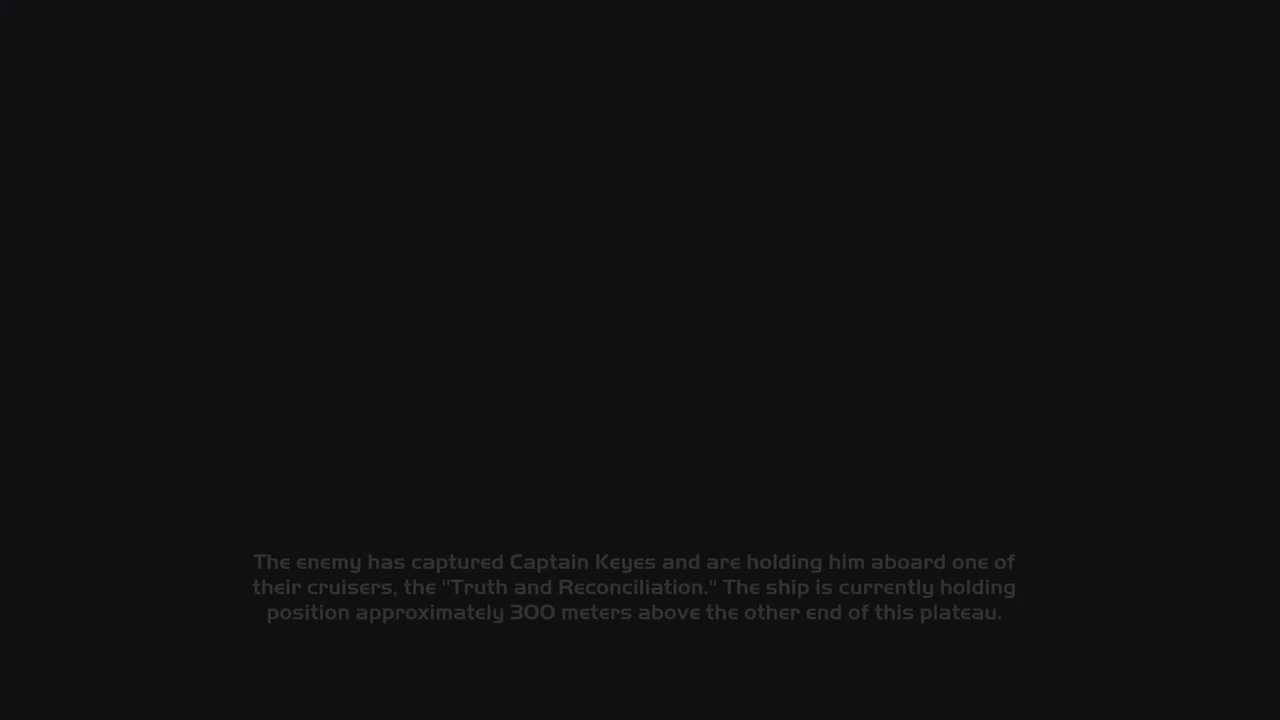 The enemy has captured Captain Keyes and are holding him aboard one of
their cruisers, the "Truth and Reconciliation." The ship is currently holding
position approximately 300 meters above the other end of this plateau.